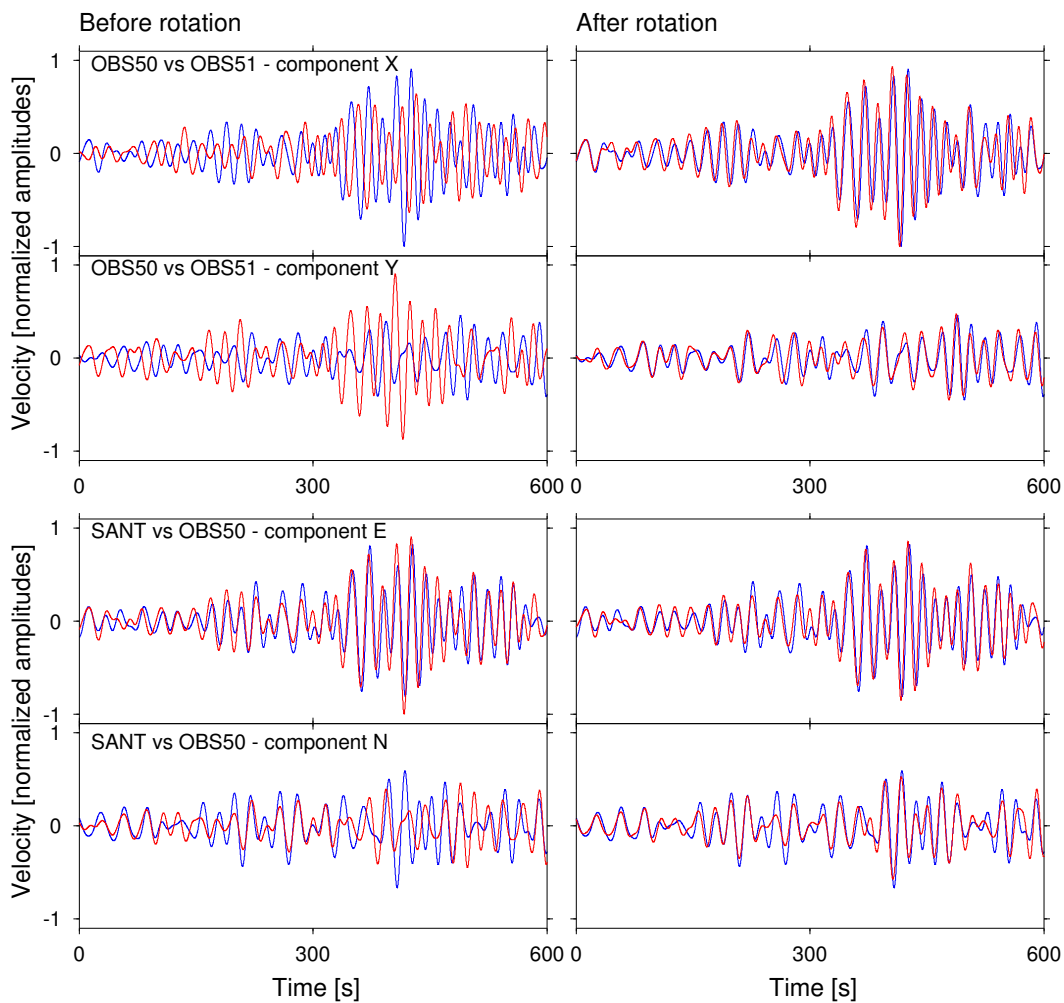 Before rotation
After rotation
OBS50 vs OBS51 - component X
1
0
-1
OBS50 vs OBS51 - component Y
1
0
-1
Velocity [normalized amplitudes]
0
300
600
0
300
600
SANT vs OBS50 - component E
1
0
-1
SANT vs OBS50 - component N
1
0
-1
Velocity [normalized amplitudes]
0
300
600
0
300
600
Time [s]
Time [s]